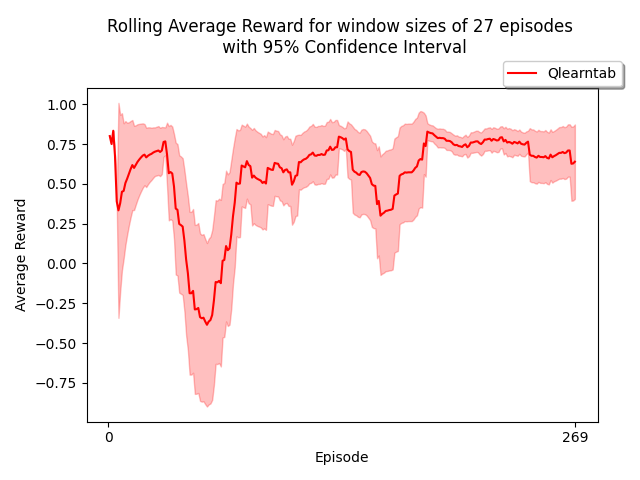 Rolling Average Reward for window sizes of 27 episodes
with 95% Confidence Interval
Qlearntab
1.00
0.75
0.50
0.25
0.00
−0.25
−0.50
−0.75
Average Reward
0
269
Episode